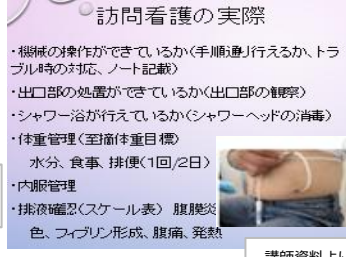 訪問看護の実際
・機械の操作ができているか(手順通り行えるか、トラ
ブル時の対応、ノート記載)
・出口部の処置ができているか(出口部の観察)
・シャワー浴が行えているか(シャワーヘッドの消毒)
・体重管理(至摘体重目標)
水分、食事、排便(1回/2日)
・内服管理
・排液確認(スケール表) 腹膜炎
色、フィブリン形成、腹痛、発熱
講師資料より